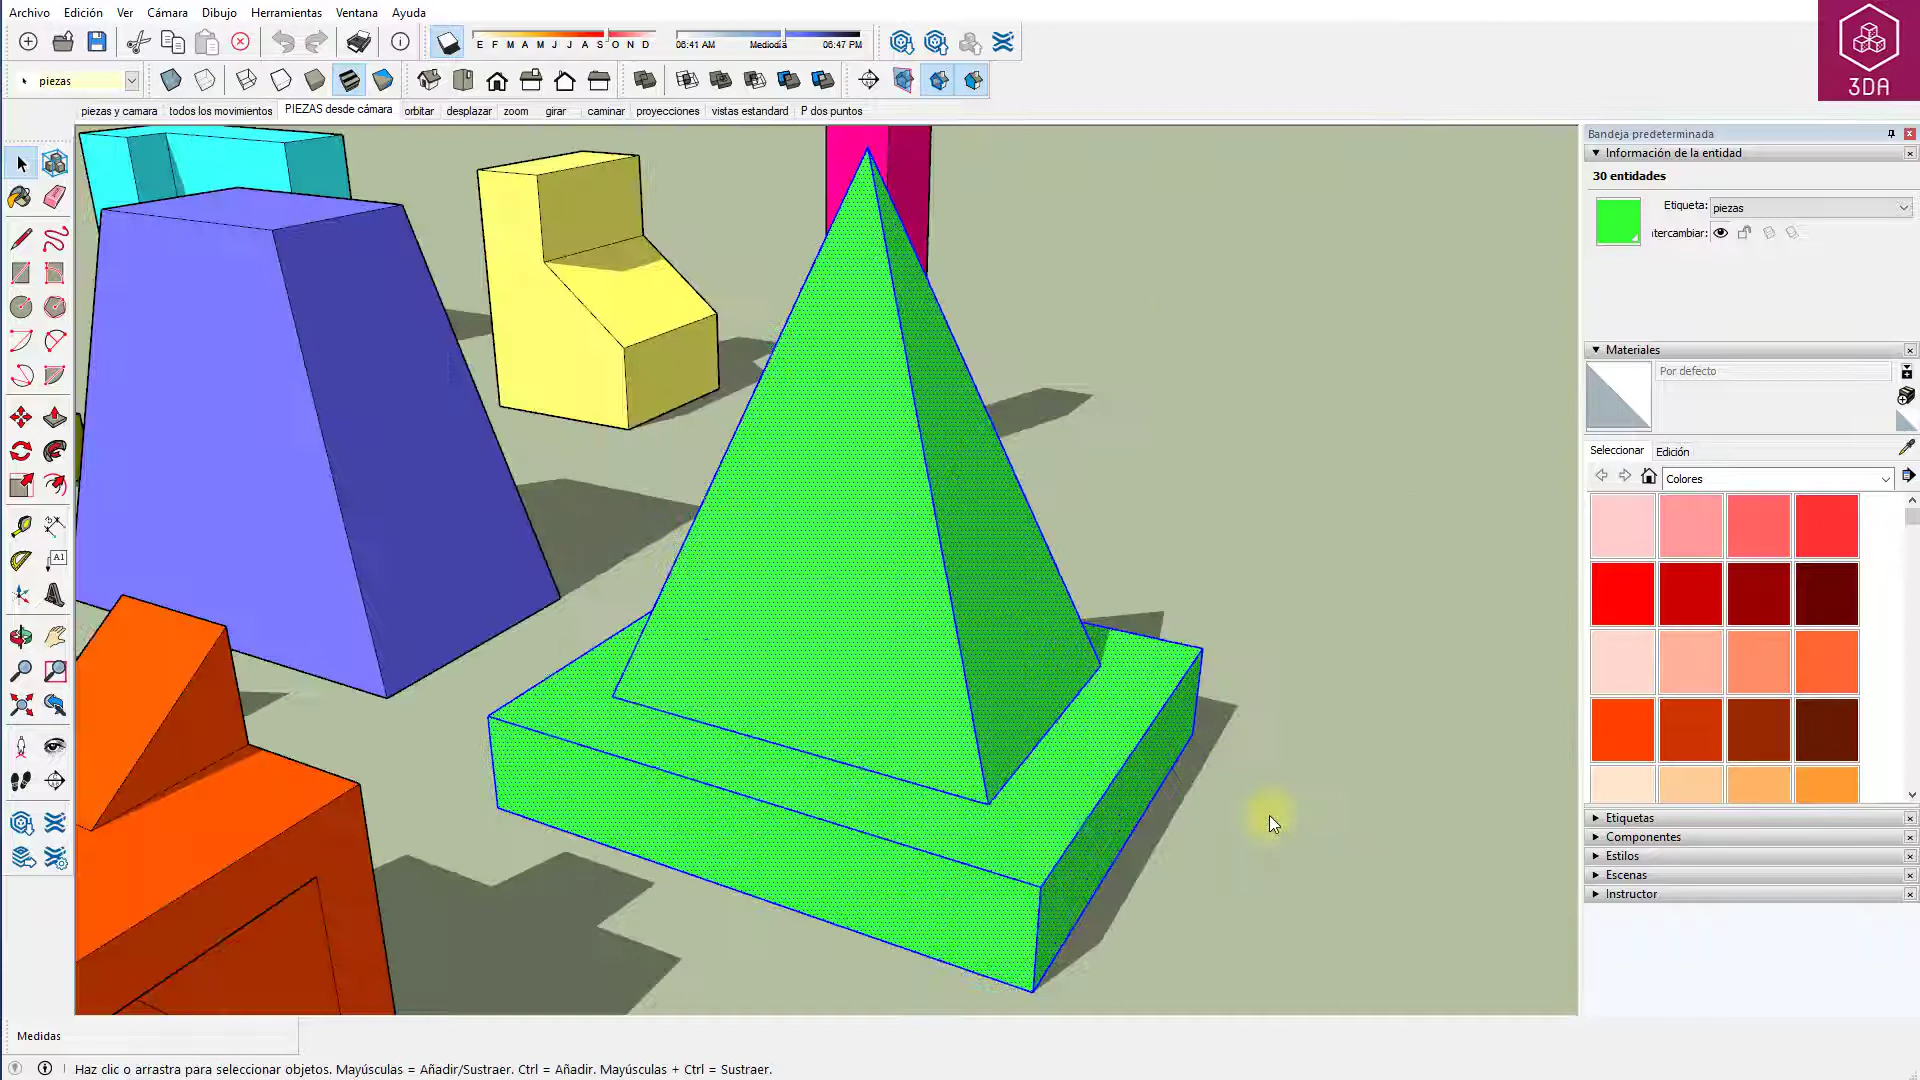 Archivo Edición Ver Cámara Dibujo Herramientas Ventana Ayuda
E F M A M J J A S O N D
06:41 AM Mediodía 06:47 PM
3DA
piezas
piezas y camara todos los movimientos PIEZAS desde cámara orbitar desplazar zoom girar caminar proyecciones vistas estandard P dos puntos
Bandeja predeterminada
Información de la entidad
30 entidades
Etiqueta: piezas
ntercambiar:
Materiales
Por defecto
Seleccionar Edición
Colores
A1
Etiquetas
Componentes
Estilos
Escenas
Instructor
Medidas
Haz clic o arrastra para seleccionar objetos. Mayúsculas = Añadir/Sustraer. Ctrl = Añadir. Mayúsculas + Ctrl = Sustraer.